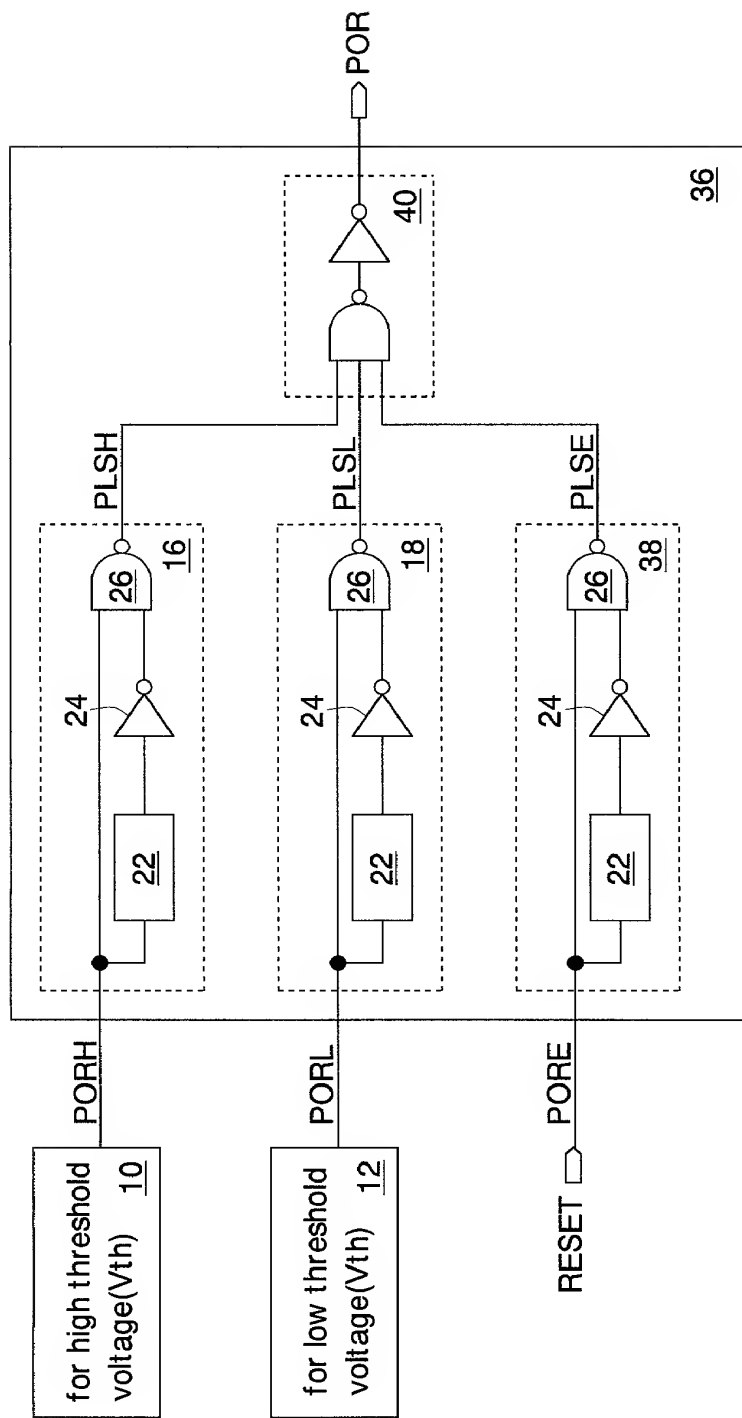 for high threshold
voltage(Vth) 10
PORH
22
24
26
16
PLSH
for low threshold
voltage(Vth) 12
PORL
22
24
26
18
PLSL
RESET
PORE
22
24
26
38
PLSE
40
POR
36